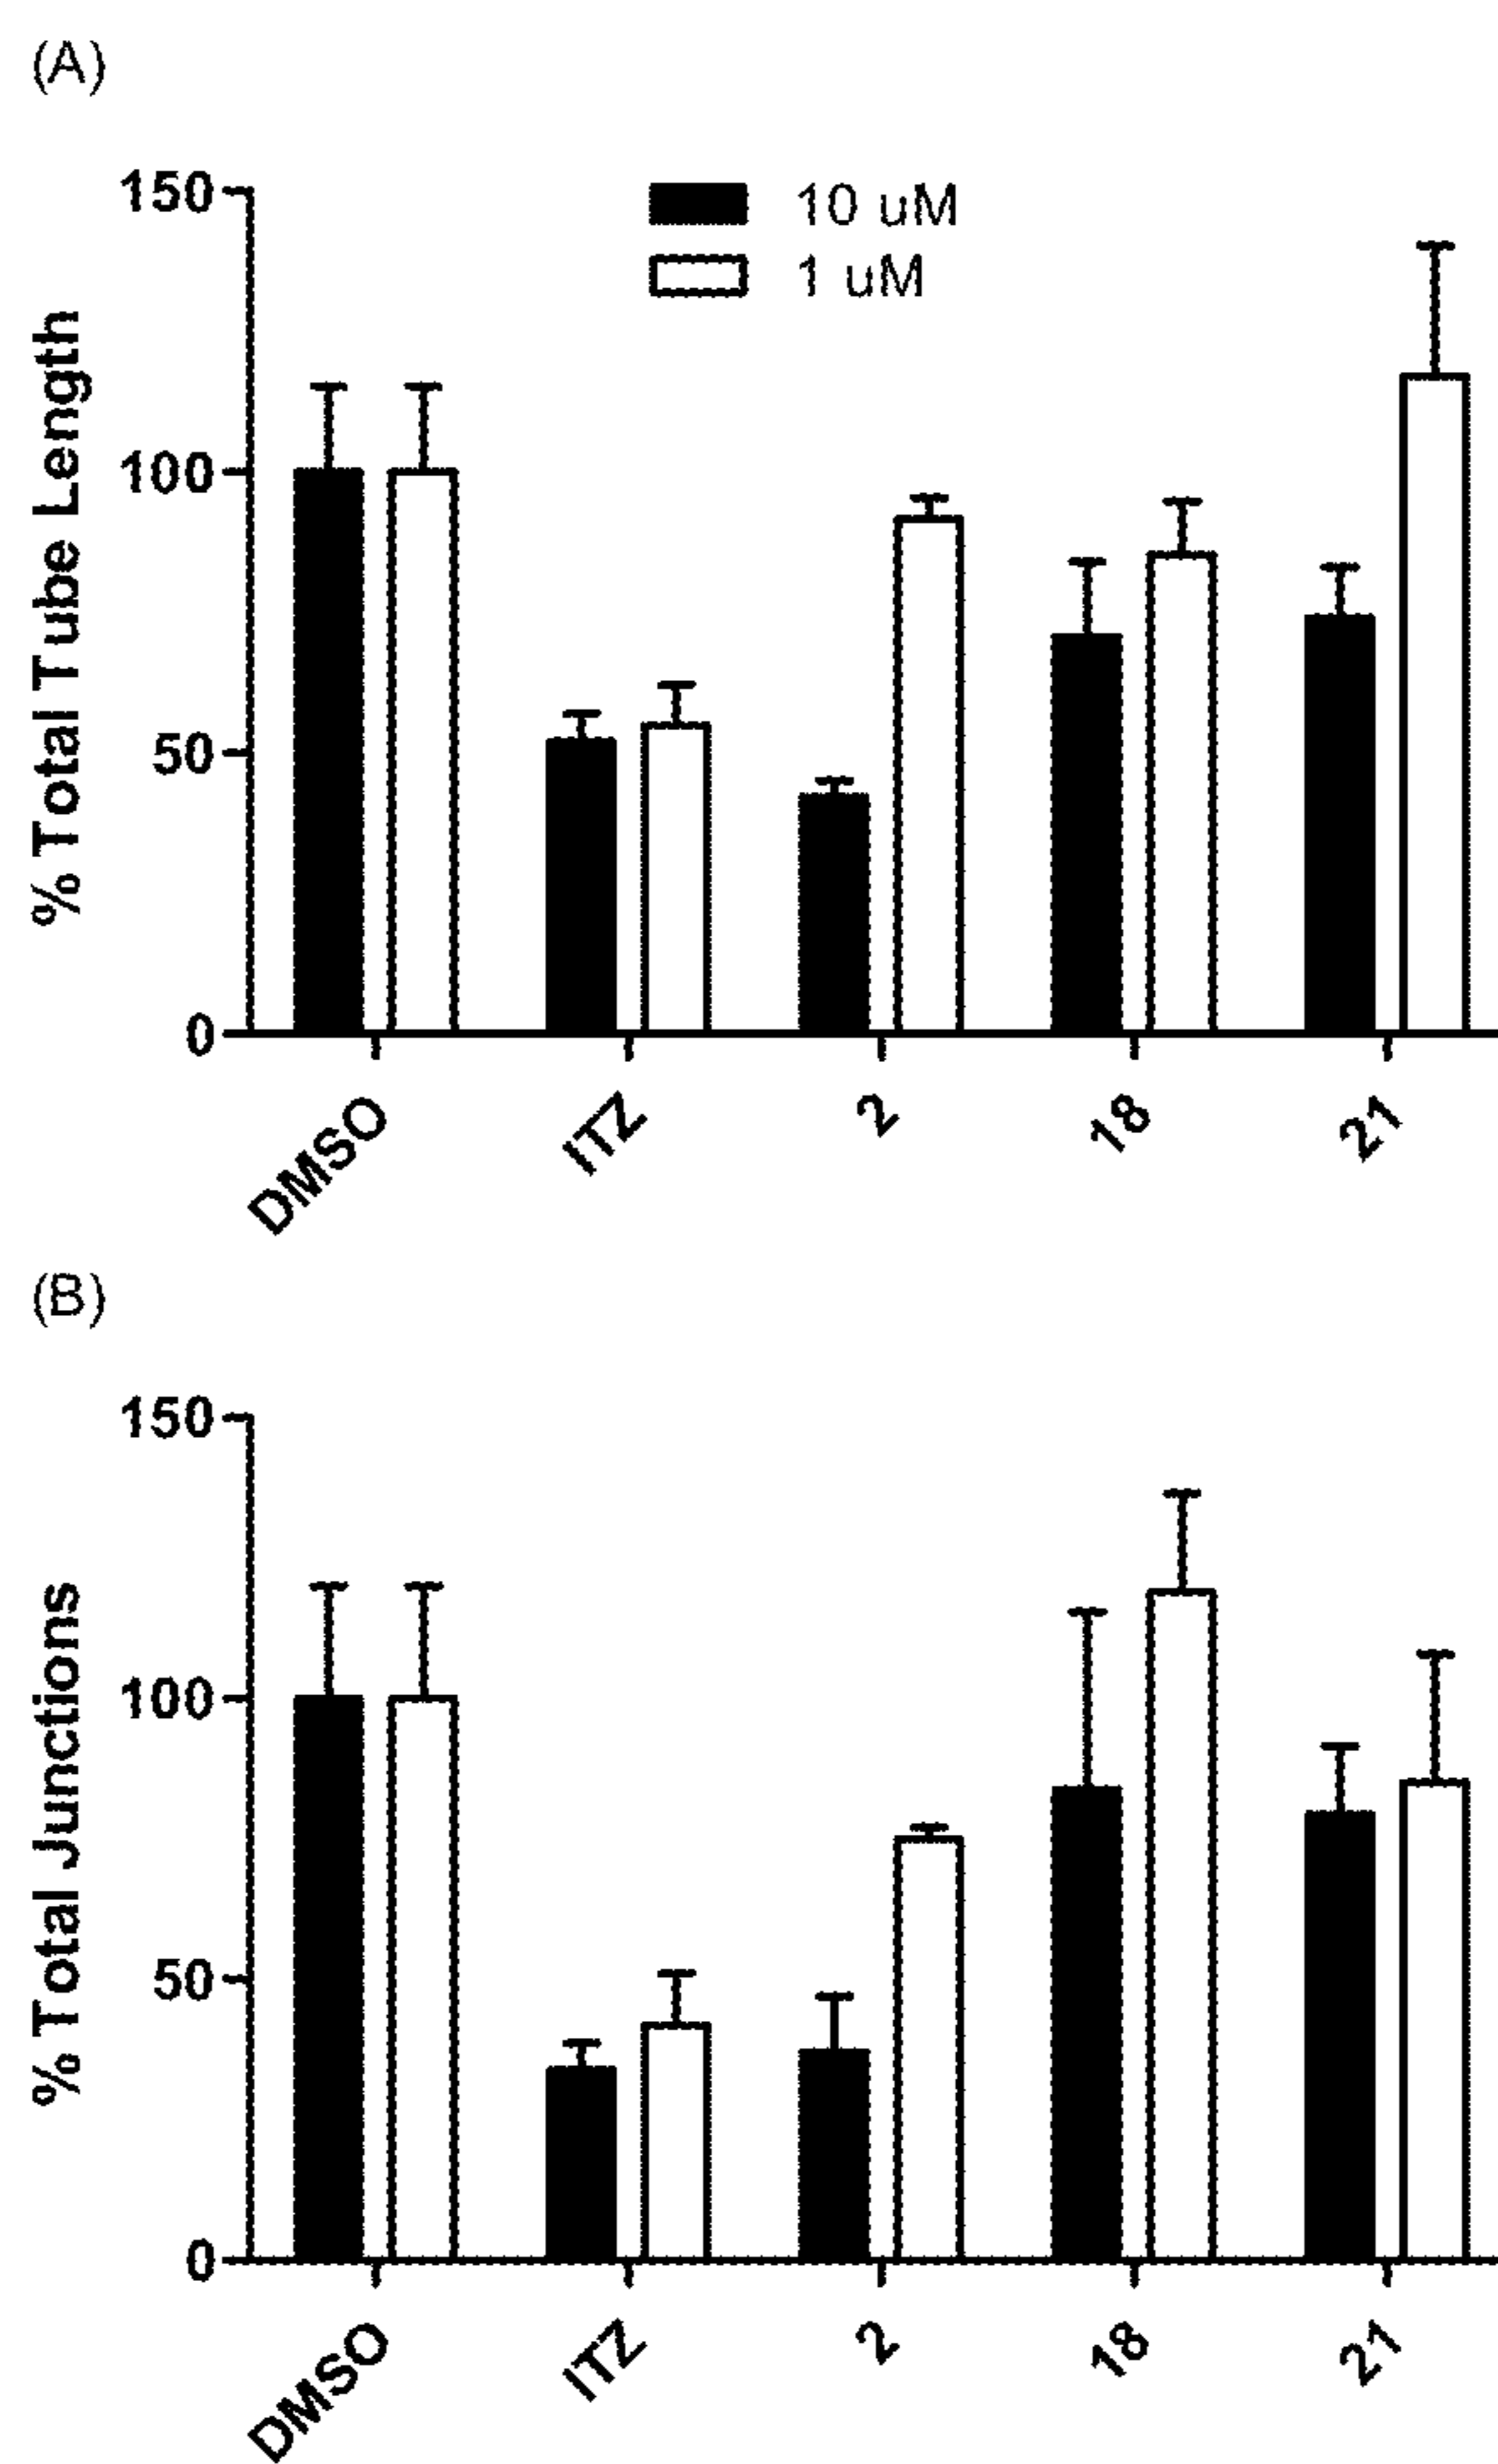 (A)
150
100
50
0
% Total Tube Length
10 uM
1 uM
DMSO
ITZ
2
18
21
(B)
150
100
50
0
% Total Junctions
DMSO
ITZ
2
18
21